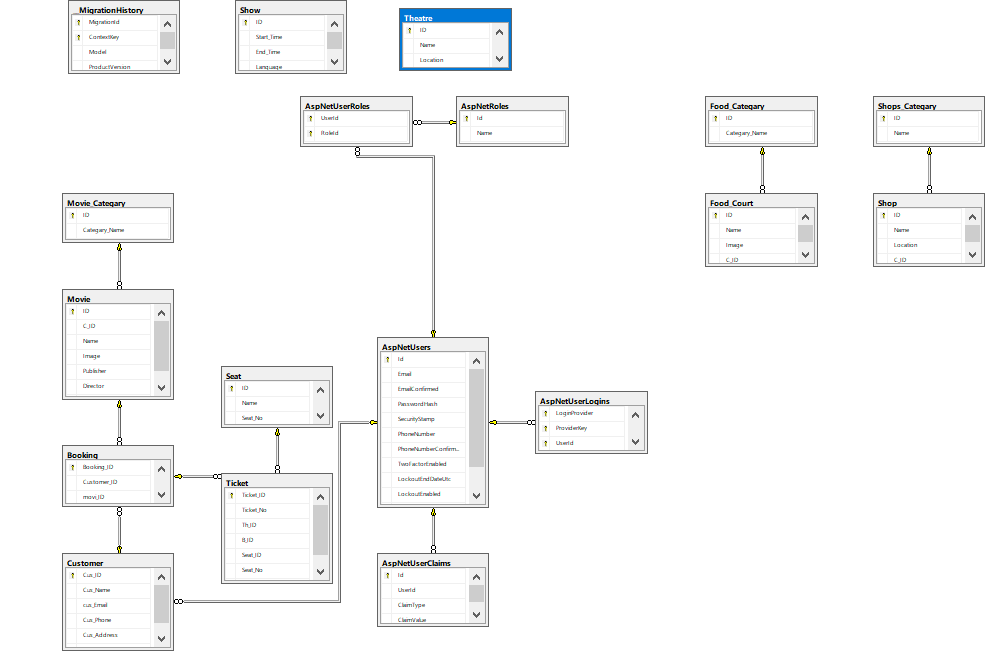 __MigrationHistory
MigrationId
ContextKey
Model
ProductVersion
Show
ID
Start_Time
End_Time
Language
Theatre
ID
Name
Location
AspNetUserRoles
UserId
RoleId
AspNetRoles
Id
Name
Food_Categary
ID
Category_Name
Shops_Categary
ID
Name
Movie_Categary
ID
Category_Name
Food_Court
ID
Name
Image
C_ID
Shop
ID
Name
Location
C_ID
Movie
ID
C_ID
Name
Image
Publisher
Director
AspNetUsers
Id
Email
EmailConfirmed
PasswordHash
SecurityStamp
PhoneNumber
PhoneNumberConfirm...
TwoFactorEnabled
LockoutEndDateUtc
LockoutEnabled
Seat
ID
Name
Seat_No
AspNetUserLogins
LoginProvider
ProviderKey
UserId
Booking
Booking_ID
Customer_ID
movi_ID
Ticket
Ticket_ID
Ticket_No
Th_ID
B_ID
Seat_ID
Seat_No
Customer
Cus_ID
Cus_Name
cus_Email
Cus_Phone
Cus_Address
AspNetUserClaims
Id
UserId
ClaimType
ClaimValue